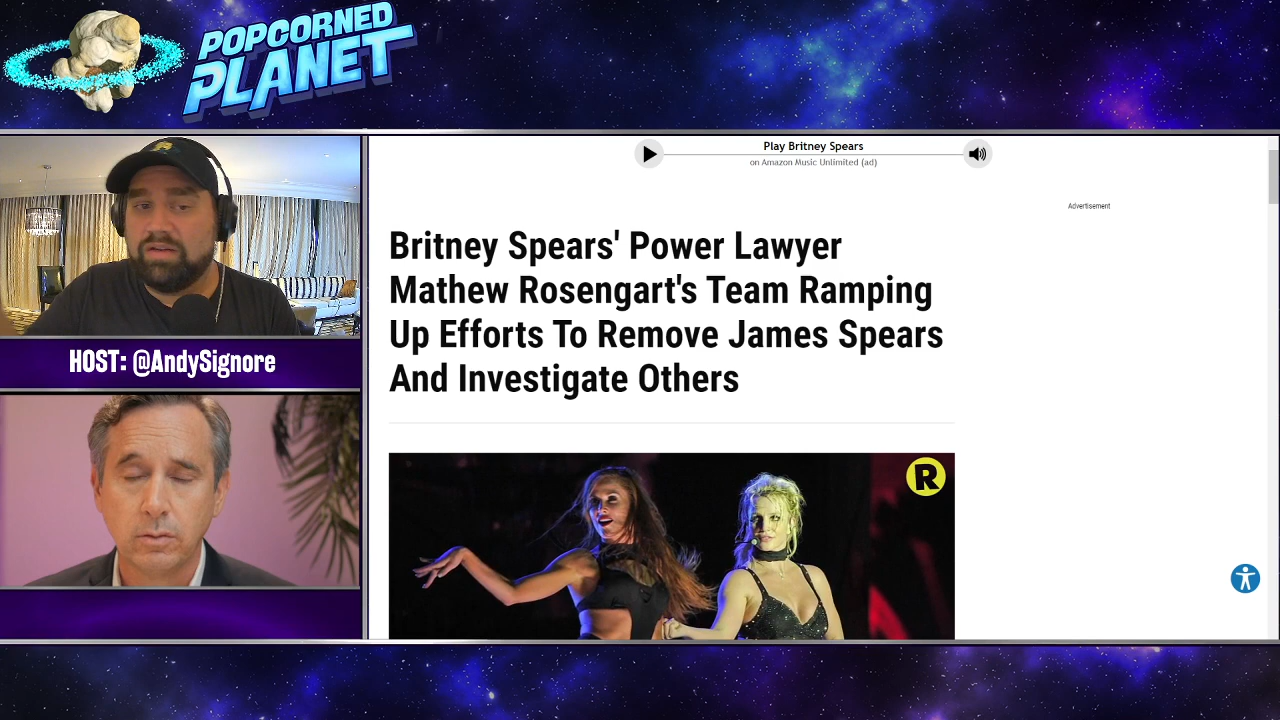 POPCORNED
PLANET
HOST: @AndySignore
Play Britney Spears
on Amazon Music Unlimited (ad)
Advertisement
Britney Spears' Power Lawyer
Mathew Rosengart's Team Ramping
Up Efforts To Remove James Spears
And Investigate Others
R